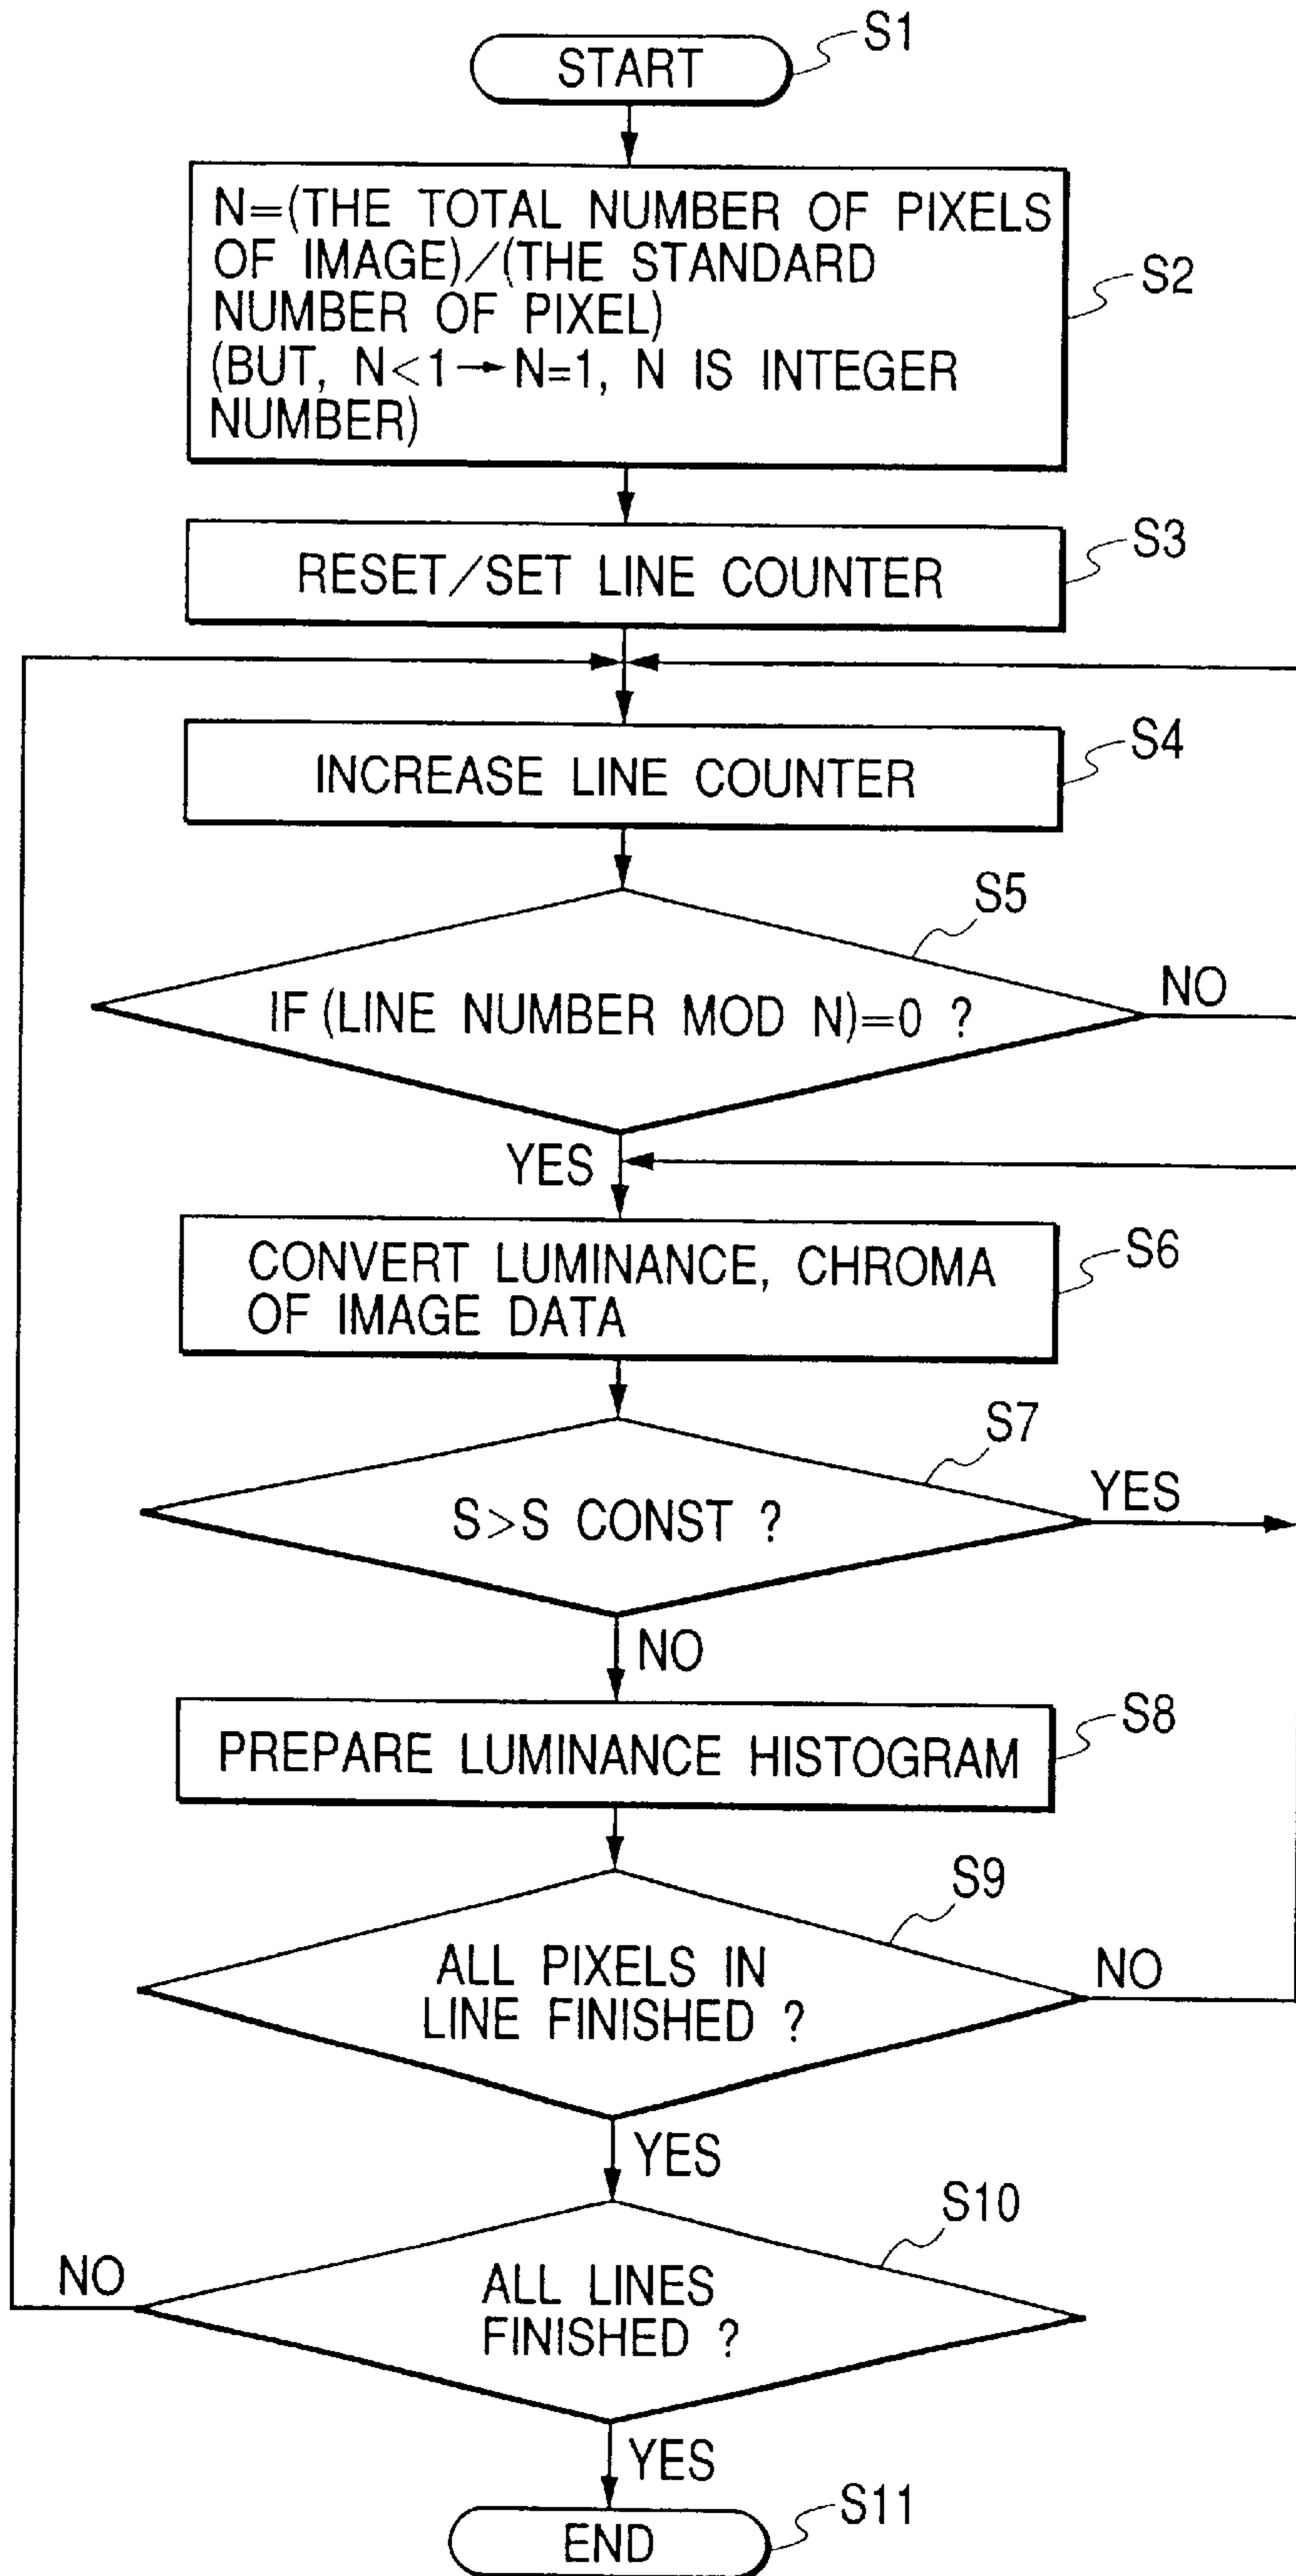 START
S1
N=(THE TOTAL NUMBER OF PIXELS
OF IMAGE)/(THE STANDARD
NUMBER OF PIXEL)
(BUT, N<1→N=1, N IS INTEGER
NUMBER)
S2
RESET/SET LINE COUNTER
S3
INCREASE LINE COUNTER
S4
S5
IF (LINE NUMBER MOD N)=0 ?
NO
YES
CONVERT LUMINANCE, CHROMA
OF IMAGE DATA
S6
S7
S>S CONST ?
YES
NO
PREPARE LUMINANCE HISTOGRAM
S8
S9
ALL PIXELS IN
LINE FINISHED ?
NO
YES
S10
ALL LINES
FINISHED ?
NO
YES
END
S11